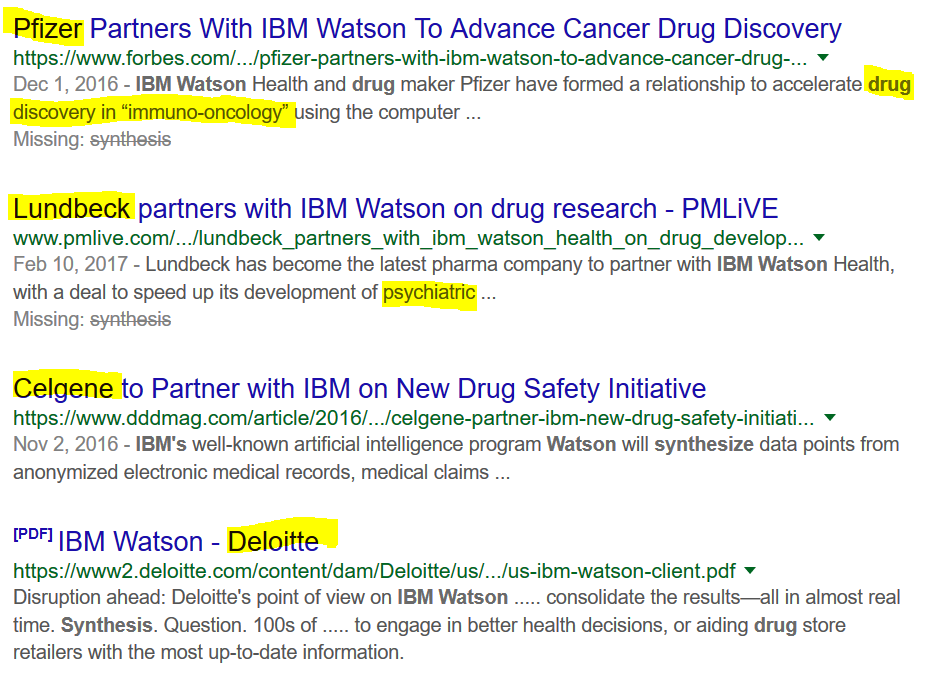 Pfizer Partners With IBM Watson To Advance Cancer Drug Discovery
https://www.forbes.com/.../pfizer-partners-with-ibm-watson-to-advance-cancer-drug-...
Dec 1, 2016 - IBM Watson Health and drug maker Pfizer have formed a relationship to accelerate drug
discovery in “immuno-oncology” using the computer ...
Missing: synthesis
Lundbeck partners with IBM Watson on drug research - PMLiVE
www.pmlive.com/.../lundbeck_partners_with_ibm_watson_health_on_drug_develop...
Feb 10, 2017 - Lundbeck has become the latest pharma company to partner with IBM Watson Health,
with a deal to speed up its development of psychiatric ...
Missing: synthesis
Celgene to Partner with IBM on New Drug Safety Initiative
https://www.dddmag.com/article/2016/.../celgene-partner-ibm-new-drug-safety-initiati...
Nov 2, 2016 - IBM's well-known artificial intelligence program Watson will synthesize data points from
anonymized electronic medical records, medical claims ...
[PDF] IBM Watson - Deloitte
https://www2.deloitte.com/content/dam/Deloitte/us/.../us-ibm-watson-client.pdf
Disruption ahead: Deloitte's point of view on IBM Watson ..... consolidate the results—all in almost real
time. Synthesis. Question. 100s of ..... to engage in better health decisions, or aiding drug store
retailers with the most up-to-date information.